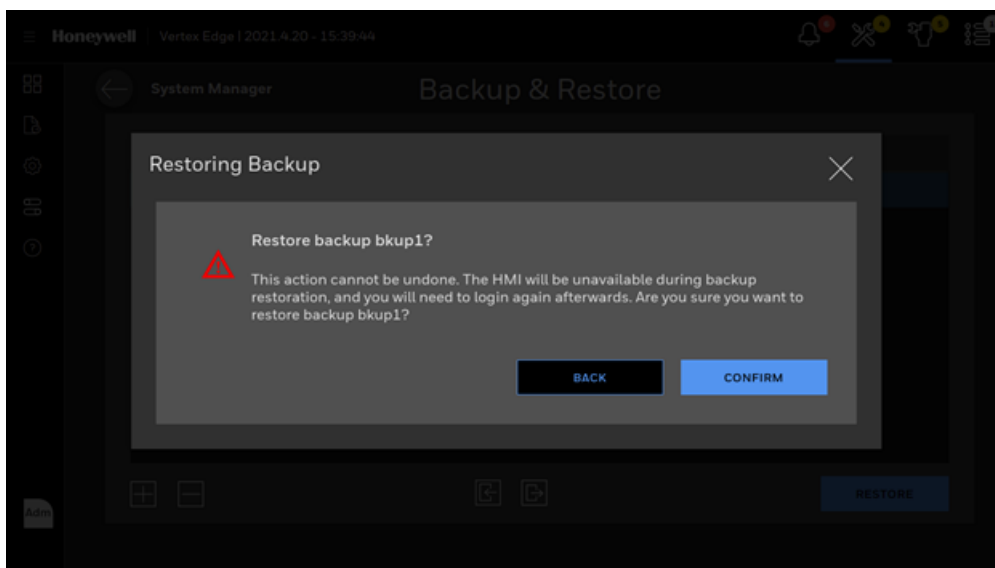 Honeywell Vertex Edge | 2021.4.20 - 15:39:44
System Manager
Backup & Restore
Restoring Backup
Restore backup bkup1?
This action cannot be undone. The HMI will be unavailable during backup
restoration, and you will need to login again afterwards. Are you sure you want to
restore backup bkup1?
BACK
CONFIRM
RESTORE
Adm